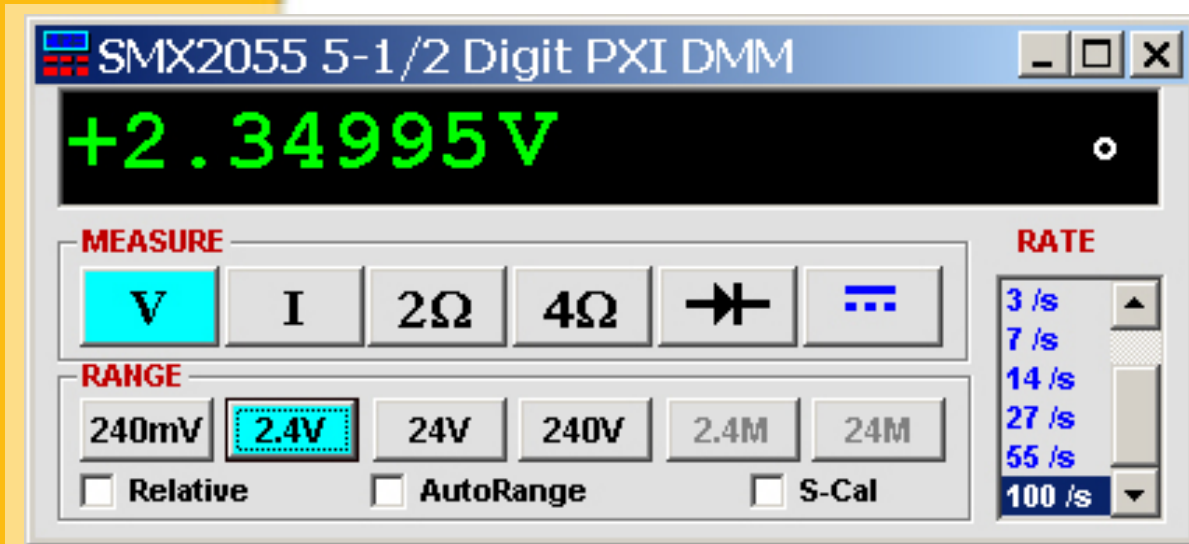 SMX2055 5-1/2 Digit PXI DMM
+2.34995V
MEASURE
V I 2Ω 4Ω
RANGE
240mV 2.4V 24V 240V 2.4M 24M
Relative AutoRange S-Cal
RATE
3 /s
7 /s
14 /s
27 /s
55 /s
100 /s